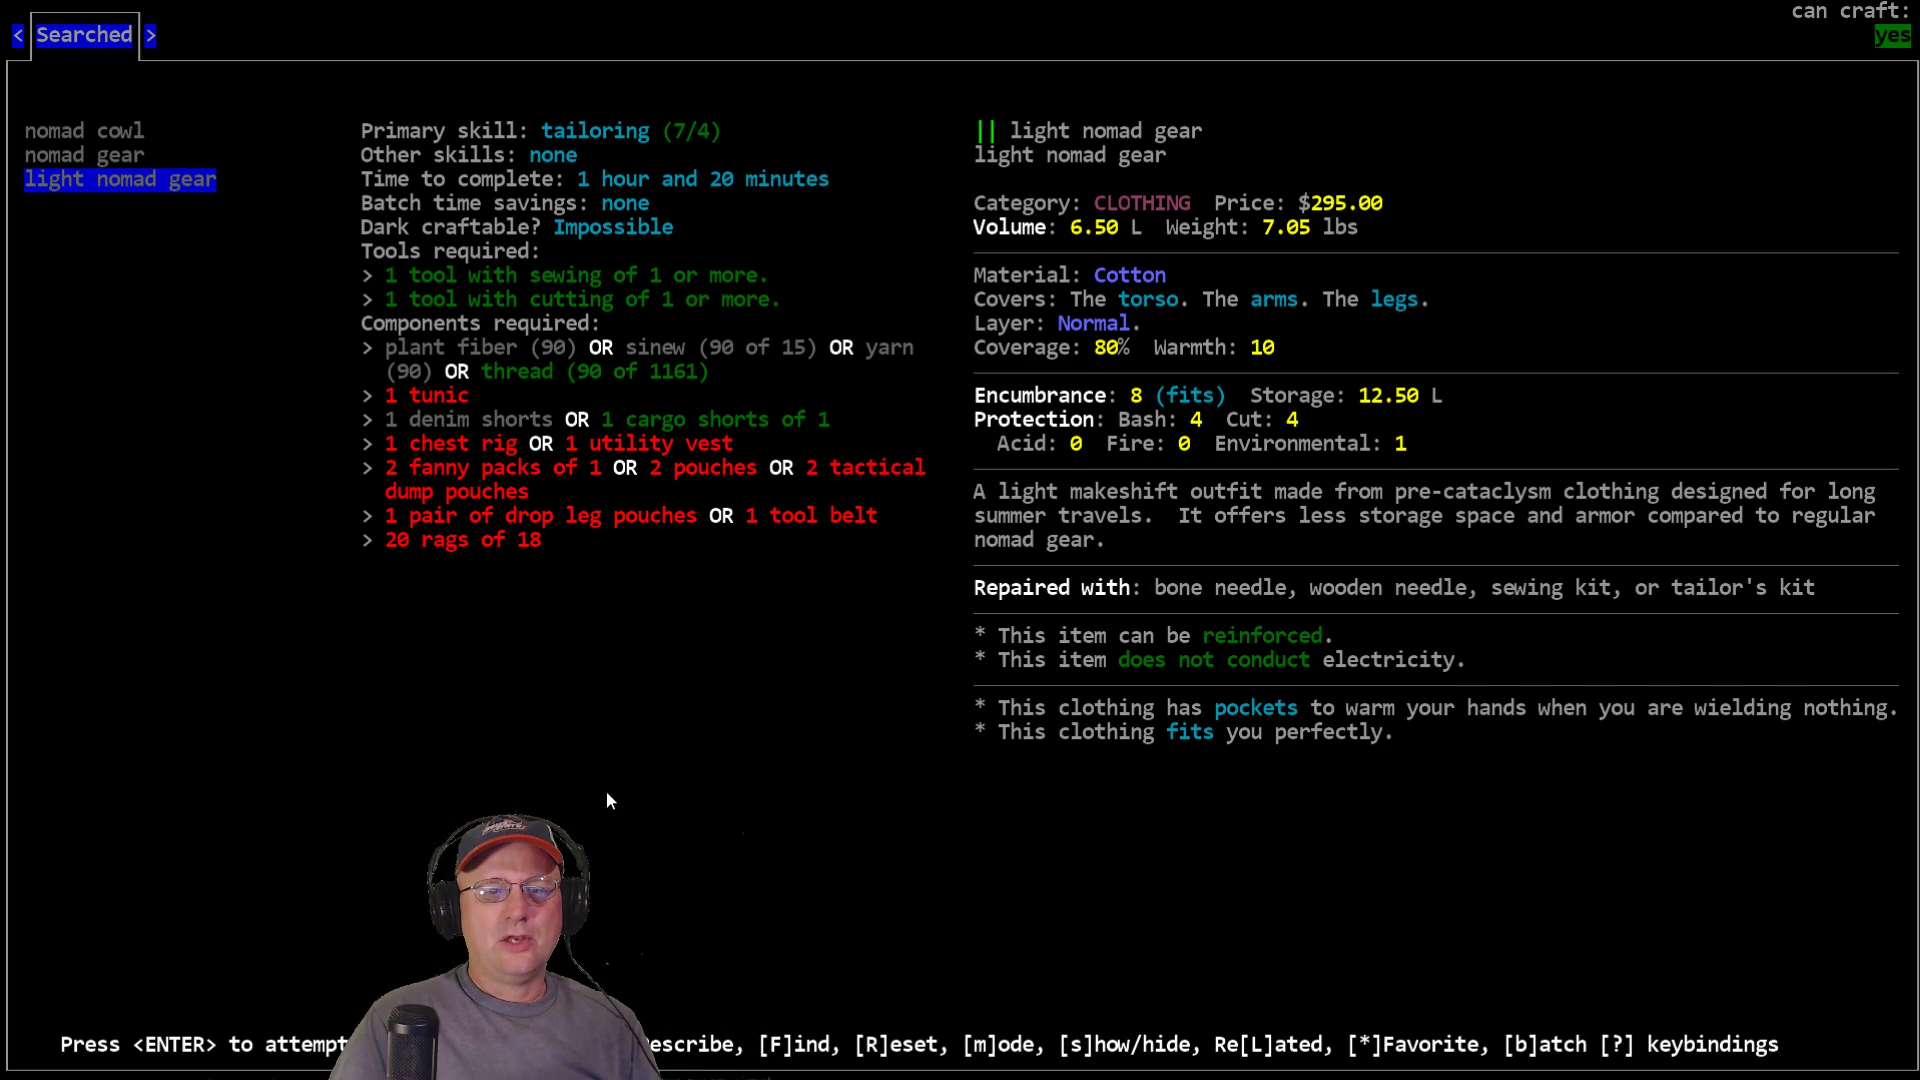 can craft:
< Searched >
yes
nomad cowl
nomad gear
light nomad gear
Primary skill: tailoring (7/4)
Other skills: none
Time to complete: 1 hour and 20 minutes
Batch time savings: none
Dark craftable? Impossible
Tools required:
> 1 tool with sewing of 1 or more.
> 1 tool with cutting of 1 or more.
Components required:
> plant fiber (90) OR sinew (90 of 15) OR yarn
(90) OR thread (90 of 1161)
> 1 tunic
> 1 denim shorts OR 1 cargo shorts of 1
> 1 chest rig OR 1 utility vest
> 2 fanny packs of 1 OR 2 pouches OR 2 tactical
dump pouches
> 1 pair of drop leg pouches OR 1 tool belt
> 20 rags of 18
|| light nomad gear
light nomad gear
Category: CLOTHING Price: $295.00
Volume: 6.50 L Weight: 7.05 lbs
Material: Cotton
Covers: The torso. The arms. The legs.
Layer: Normal.
Coverage: 80% Warmth: 10
Encumbrance: 8 (fits) Storage: 12.50 L
Protection: Bash: 4 Cut: 4
Acid: 0 Fire: 0 Environmental: 1
A light makeshift outfit made from pre-cataclysm clothing designed for long
summer travels. It offers less storage space and armor compared to regular
nomad gear.
Repaired with: bone needle, wooden needle, sewing kit, or tailor's kit
* This item can be reinforced.
* This item does not conduct electricity.
* This clothing has pockets to warm your hands when you are wielding nothing.
* This clothing fits you perfectly.
Press <ENTER> to attempt escribe, [F]ind, [R]eset, [m]ode, [s]how/hide, Re[L]ated, [*]Favorite, [b]atch [?] keybindings